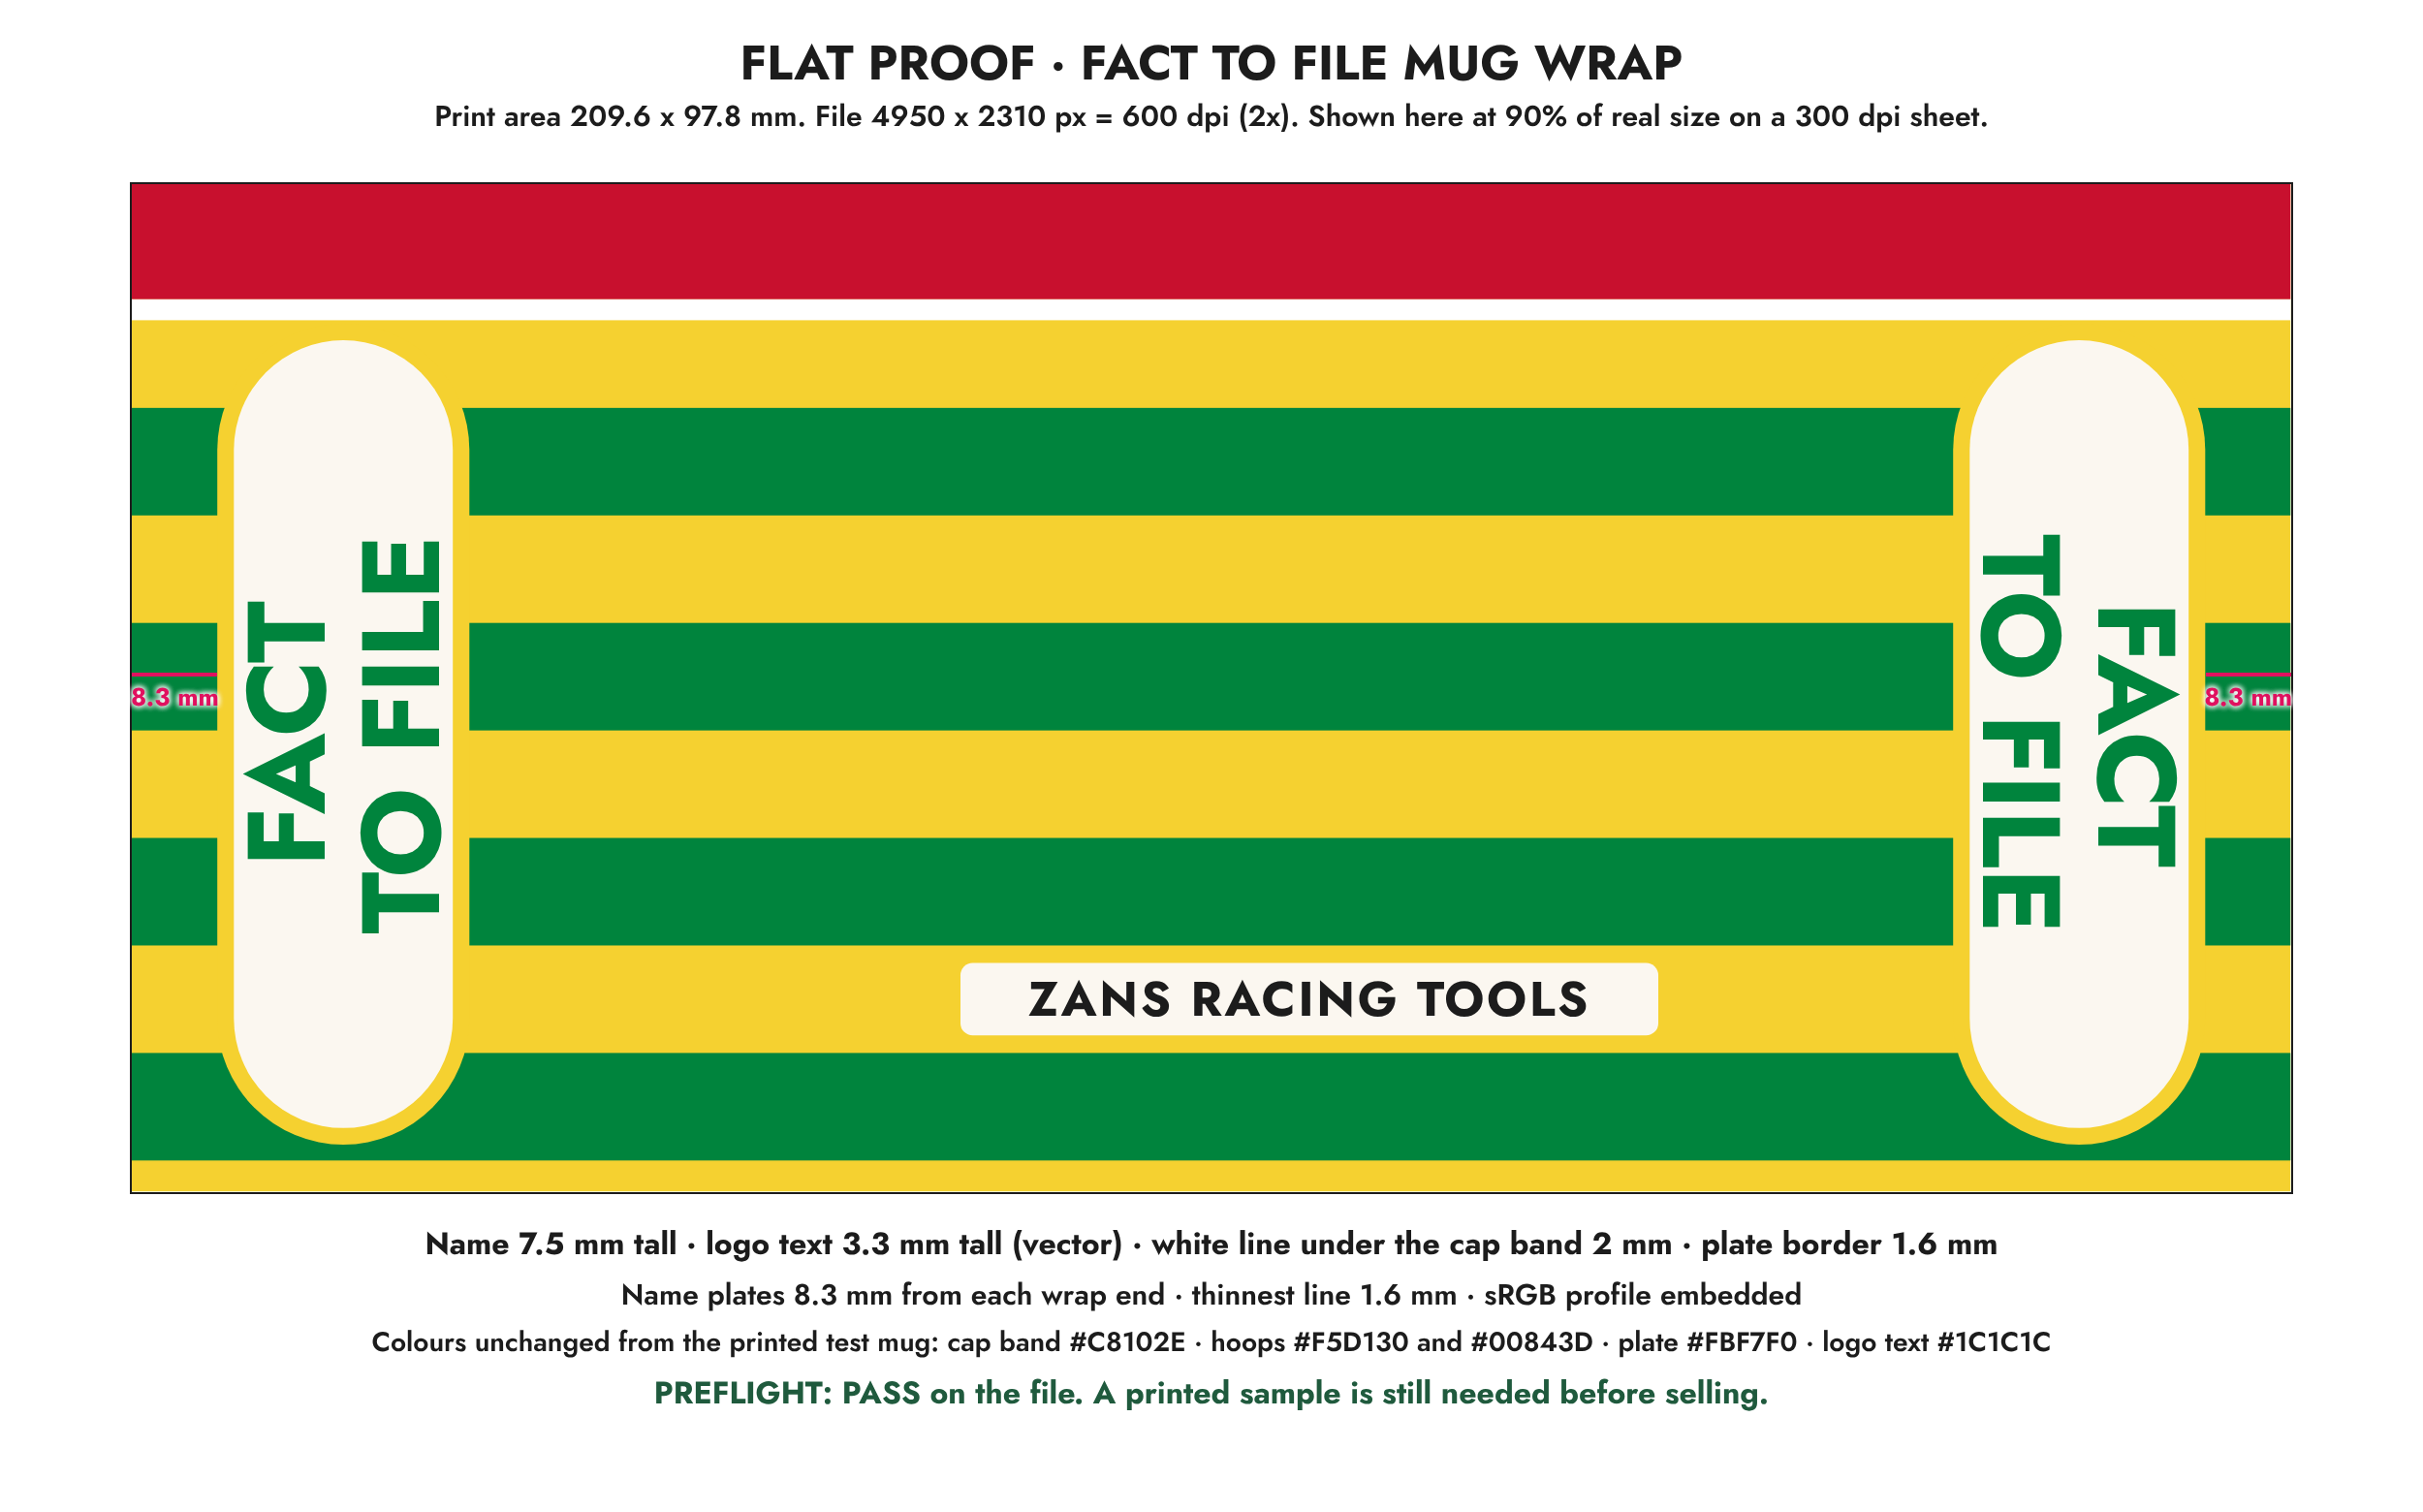 FLAT PROOF · FACT TO FILE MUG WRAP
Print area 209.6 x 97.8 mm. File 4950 x 2310 px = 600 dpi (2x). Shown here at 90% of real size on a 300 dpi sheet.
FACT
TO FILE
FACT
TO FILE
8.3 mm
8.3 mm
ZANS RACING TOOLS
Name 7.5 mm tall · logo text 3.3 mm tall (vector) · white line under the cap band 2 mm · plate border 1.6 mm
Name plates 8.3 mm from each wrap end · thinnest line 1.6 mm · sRGB profile embedded
Colours unchanged from the printed test mug: cap band #C8102E · hoops #F5D130 and #00843D · plate #FBF7F0 · logo text #1C1C1C
PREFLIGHT: PASS on the file. A printed sample is still needed before selling.